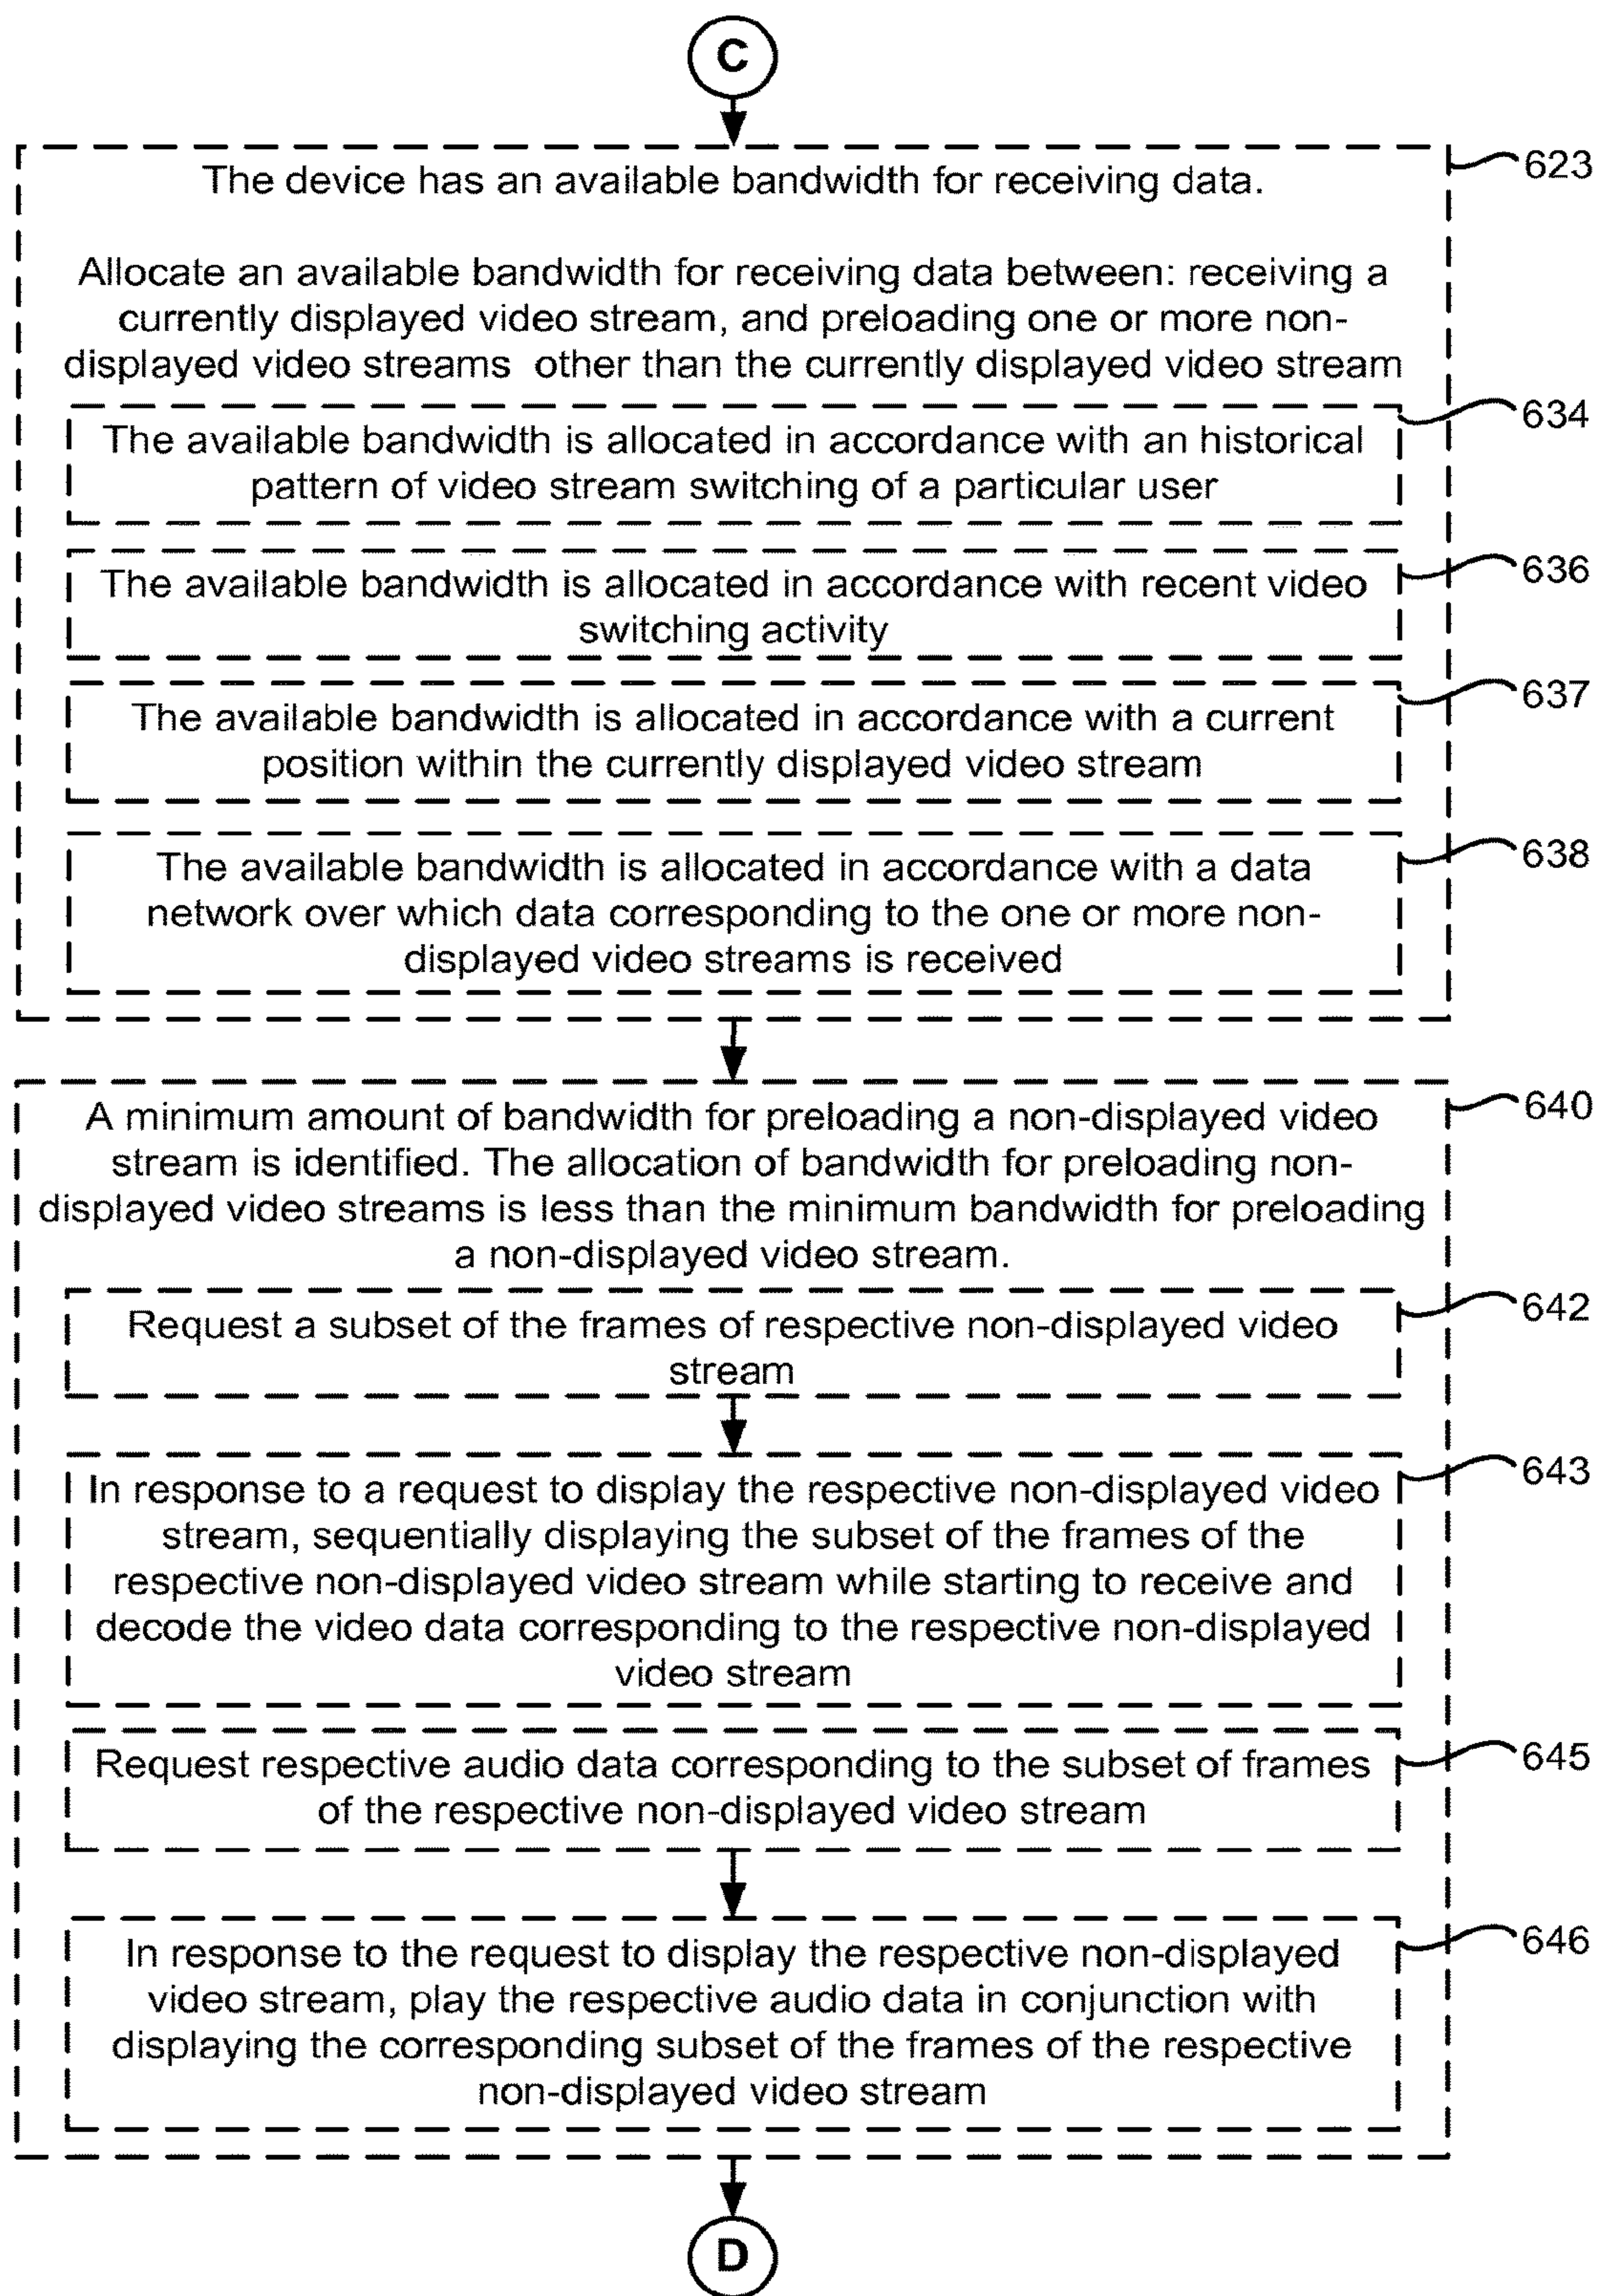 C
623
The device has an available bandwidth for receiving data.
Allocate an available bandwidth for receiving data between: receiving a
currently displayed video stream, and preloading one or more non-
displayed video streams other than the currently displayed video stream
634
The available bandwidth is allocated in accordance with an historical
pattern of video stream switching of a particular user
636
The available bandwidth is allocated in accordance with recent video
switching activity
637
The available bandwidth is allocated in accordance with a current
position within the currently displayed video stream
638
The available bandwidth is allocated in accordance with a data
network over which data corresponding to the one or more non-
displayed video streams is received
640
A minimum amount of bandwidth for preloading a non-displayed video
stream is identified. The allocation of bandwidth for preloading non-
displayed video streams is less than the minimum bandwidth for preloading
a non-displayed video stream.
642
Request a subset of the frames of respective non-displayed video
stream
643
In response to a request to display the respective non-displayed video
stream, sequentially displaying the subset of the frames of the
respective non-displayed video stream while starting to receive and
decode the video data corresponding to the respective non-displayed
video stream
645
Request respective audio data corresponding to the subset of frames
of the respective non-displayed video stream
646
In response to the request to display the respective non-displayed
video stream, play the respective audio data in conjunction with
displaying the corresponding subset of the frames of the respective
non-displayed video stream
D